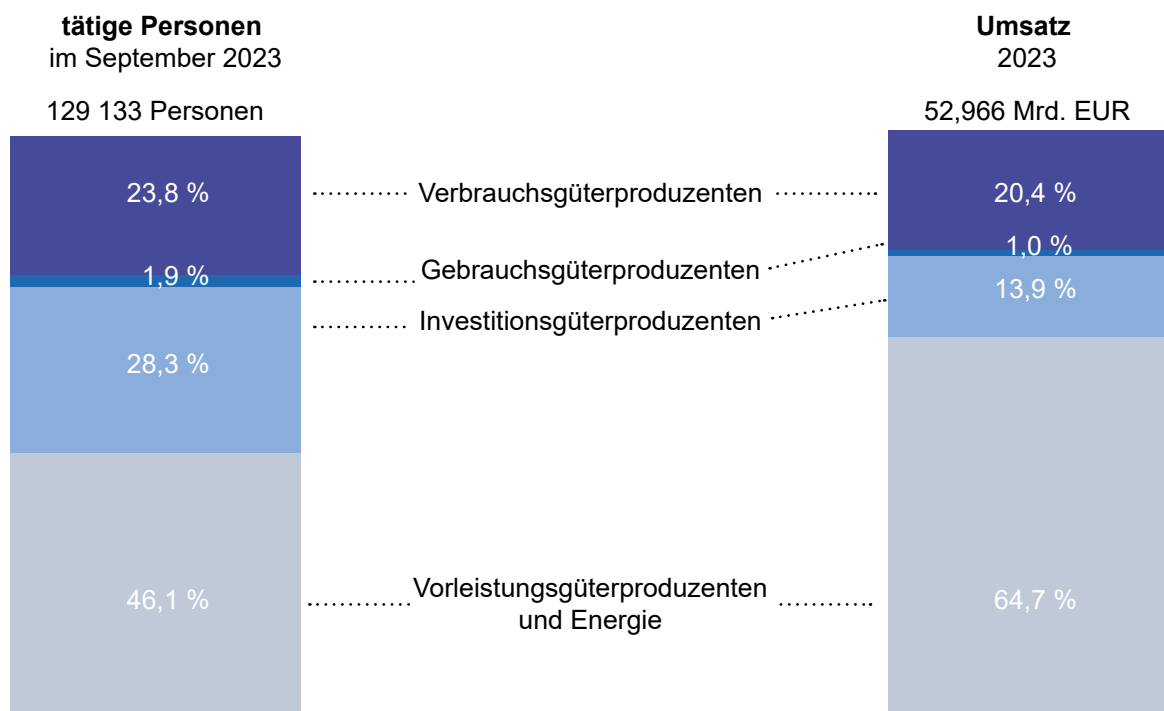 tätige Personen
im September 2023
129 133 Personen
Umsatz
2023
52,966 Mrd. EUR
23,8 %
Verbrauchsgüterproduzenten
20,4 %
1,9 %
Gebrauchsgüterproduzenten
1,0 %
28,3 %
Investitionsgüterproduzenten
13,9 %
46,1 %
Vorleistungsgüterproduzenten
und Energie
64,7 %